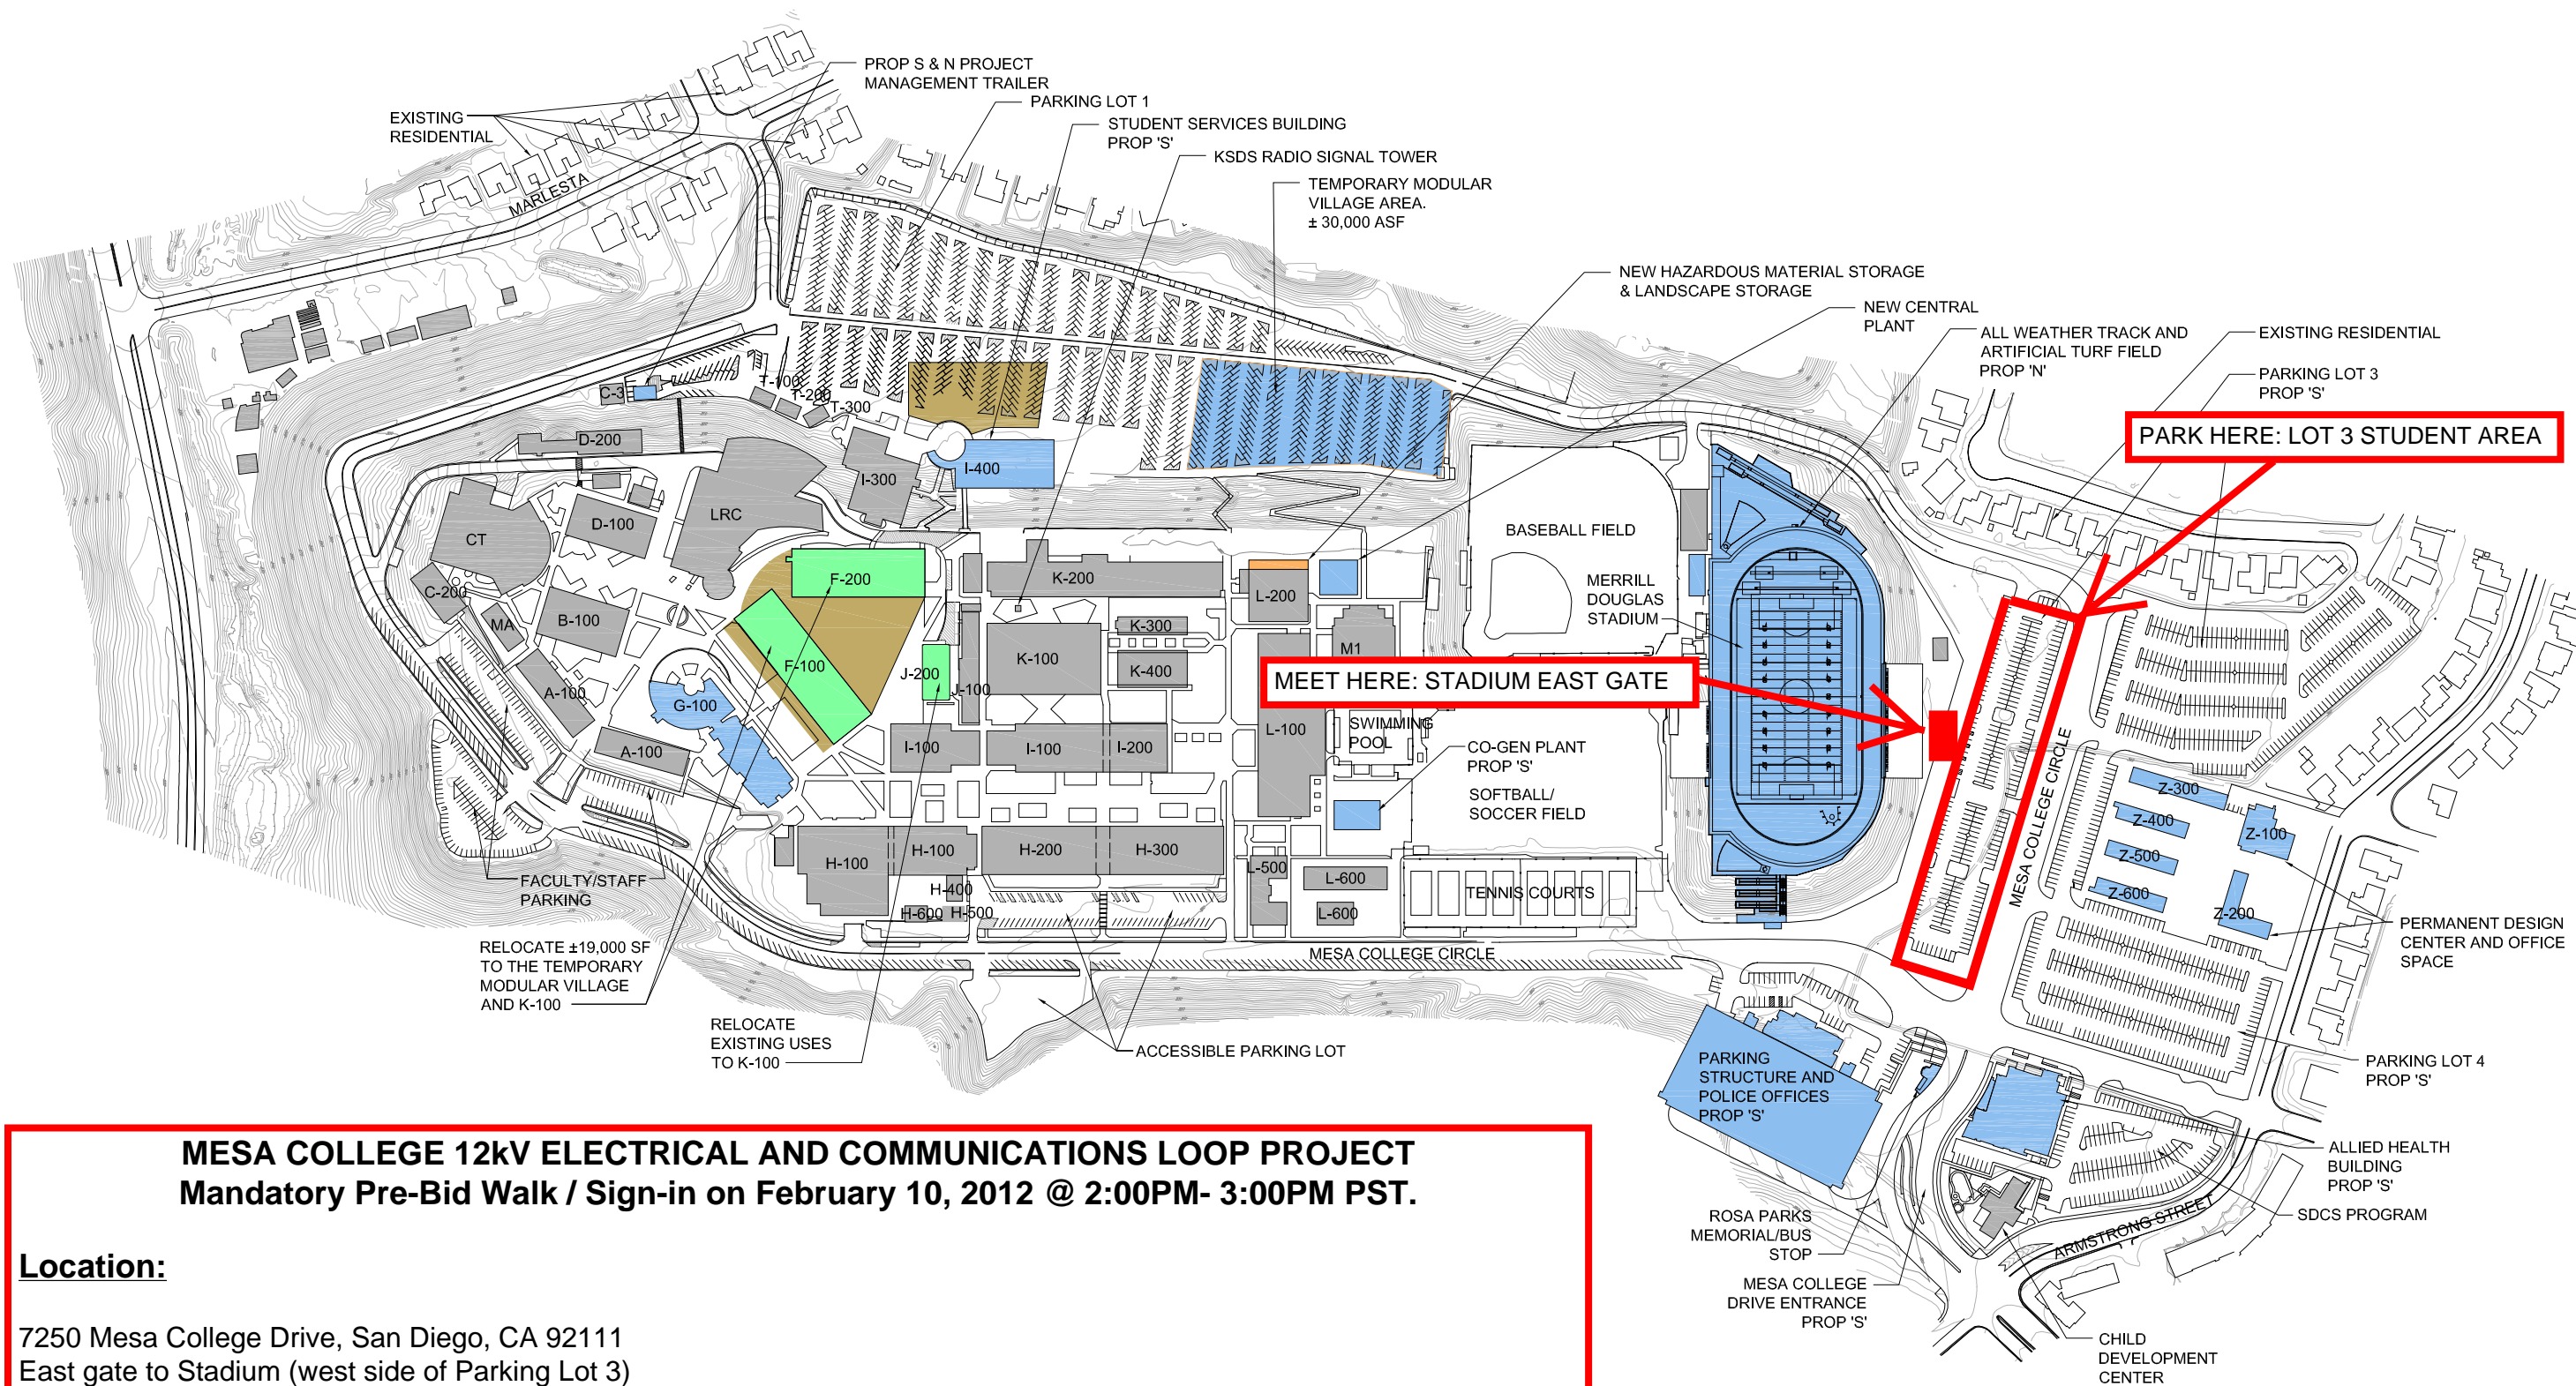 PROP S & N PROJECT
MANAGEMENT TRAILER
PARKING LOT 1
EXISTING
RESIDENTIAL
STUDENT SERVICES BUILDING
PROP 'S'
KSDS RADIO SIGNAL TOWER
TEMPORARY MODULAR
VILLAGE AREA.
± 30,000 ASF
MARLESTA
NEW HAZARDOUS MATERIAL STORAGE
& LANDSCAPE STORAGE
NEW CENTRAL
PLANT
ALL WEATHER TRACK AND
ARTIFICIAL TURF FIELD
PROP 'N'
EXISTING RESIDENTIAL
PARKING LOT 3
PROP 'S'
PARK HERE: LOT 3 STUDENT AREA
C-3
T-100
T-200
T-300
D-200
I-300
I-400
CT
D-100
LRC
BASEBALL FIELD
C-200
MA
B-100
F-200
K-200
L-200
MERRILL
DOUGLAS
STADIUM
K-300
K-100
K-400
M1
F-100
J-200
J-100
A-100
G-100
MEET HERE: STADIUM EAST GATE
A-100
I-100
I-100
I-200
L-100
SWIMMING
POOL
CO-GEN PLANT
PROP 'S'
SOFTBALL/
SOCCER FIELD
MESA COLLEGE CIRCLE
Z-300
Z-400
Z-100
Z-500
Z-600
Z-200
H-100
H-100
H-200
H-300
H-400
H-600
H-500
L-500
L-600
L-600
TENNIS COURTS
FACULTY/STAFF
PARKING
PERMANENT DESIGN
CENTER AND OFFICE
SPACE
RELOCATE ±19,000 SF
TO THE TEMPORARY
MODULAR VILLAGE
AND K-100
MESA COLLEGE CIRCLE
RELOCATE
EXISTING USES
TO K-100
ACCESSIBLE PARKING LOT
PARKING
STRUCTURE AND
POLICE OFFICES
PROP 'S'
PARKING LOT 4
PROP 'S'
ALLIED HEALTH
BUILDING
PROP 'S'
SDCS PROGRAM
ROSA PARKS
MEMORIAL/BUS
STOP
ARMSTRONG STREET
MESA COLLEGE
DRIVE ENTRANCE
PROP 'S'
CHILD
DEVELOPMENT
CENTER
MESA COLLEGE 12kV ELECTRICAL AND COMMUNICATIONS LOOP PROJECT
Mandatory Pre-Bid Walk / Sign-in on February 10, 2012 @ 2:00PM- 3:00PM PST.
Location:
7250 Mesa College Drive, San Diego, CA 92111
East gate to Stadium (west side of Parking Lot 3)